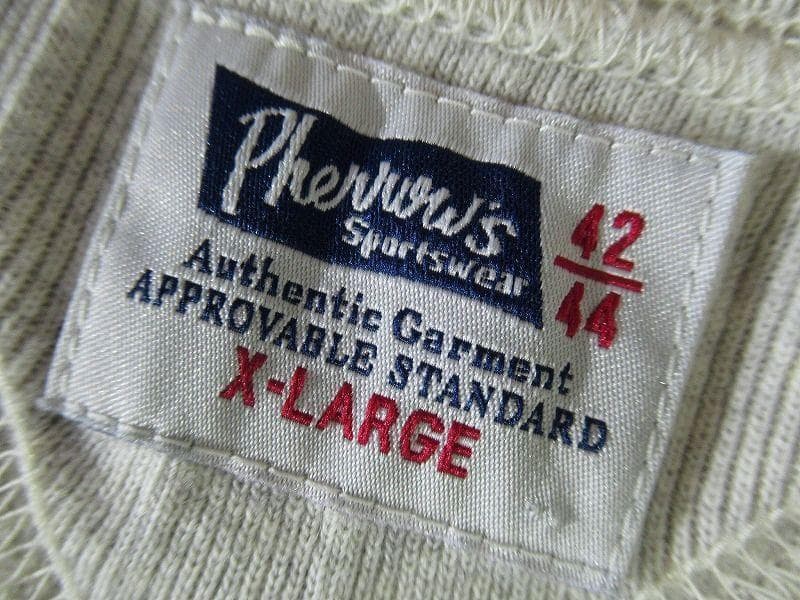 Pherrow's
Sportswear
42
44
Authentic Garment
APPROVABLE STANDARD
X-LARGE